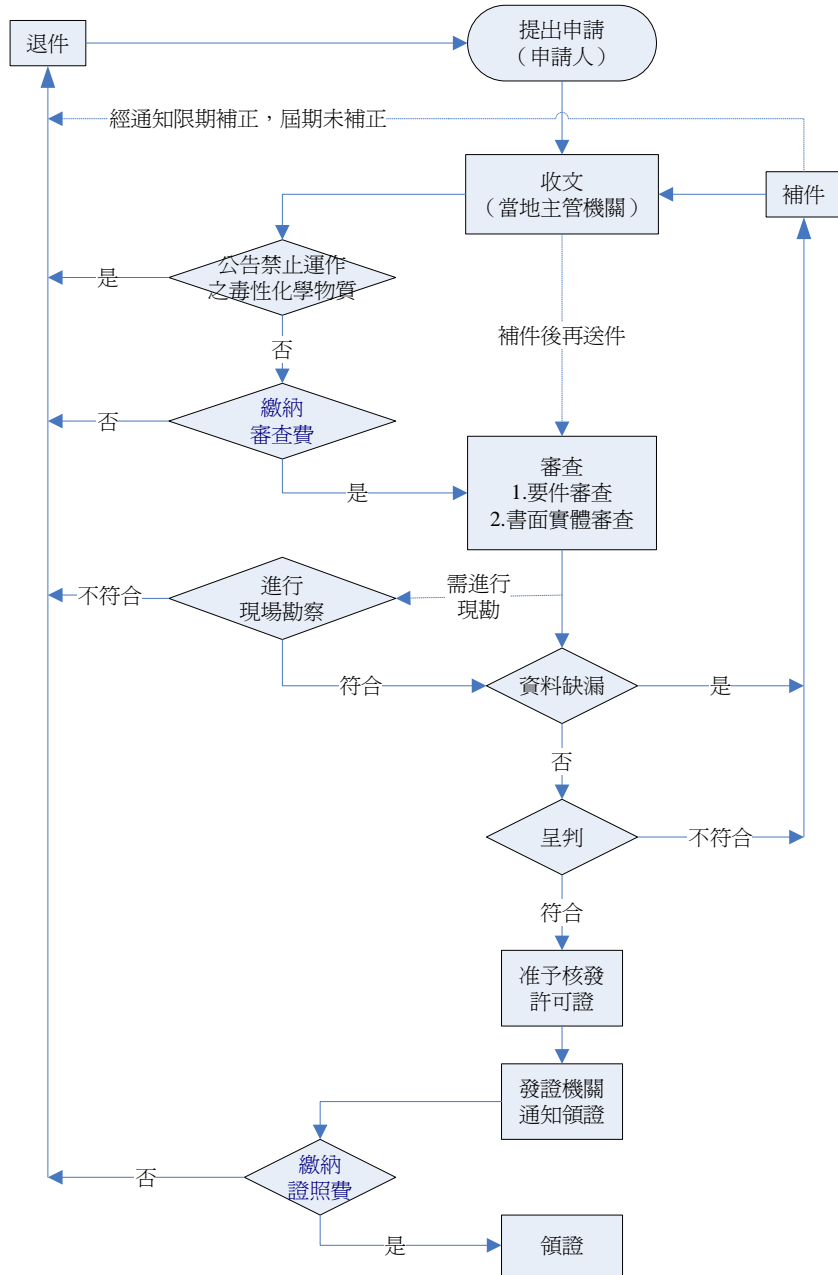 退件
提出申請
（申請人）
經通知限期補正，屆期未補正
收文
（當地主管機關）
補件
公告禁止運作
之毒性化學物質
是
補件後再送件
否
繳納
審查費
否
審查
1.要件審查
2.書面實體審查
是
進行
現場勘察
不符合
需進行
現勘
符合
資料缺漏
是
否
呈判
不符合
符合
准予核發
許可證
發證機關
通知領證
繳納
證照費
否
是
領證